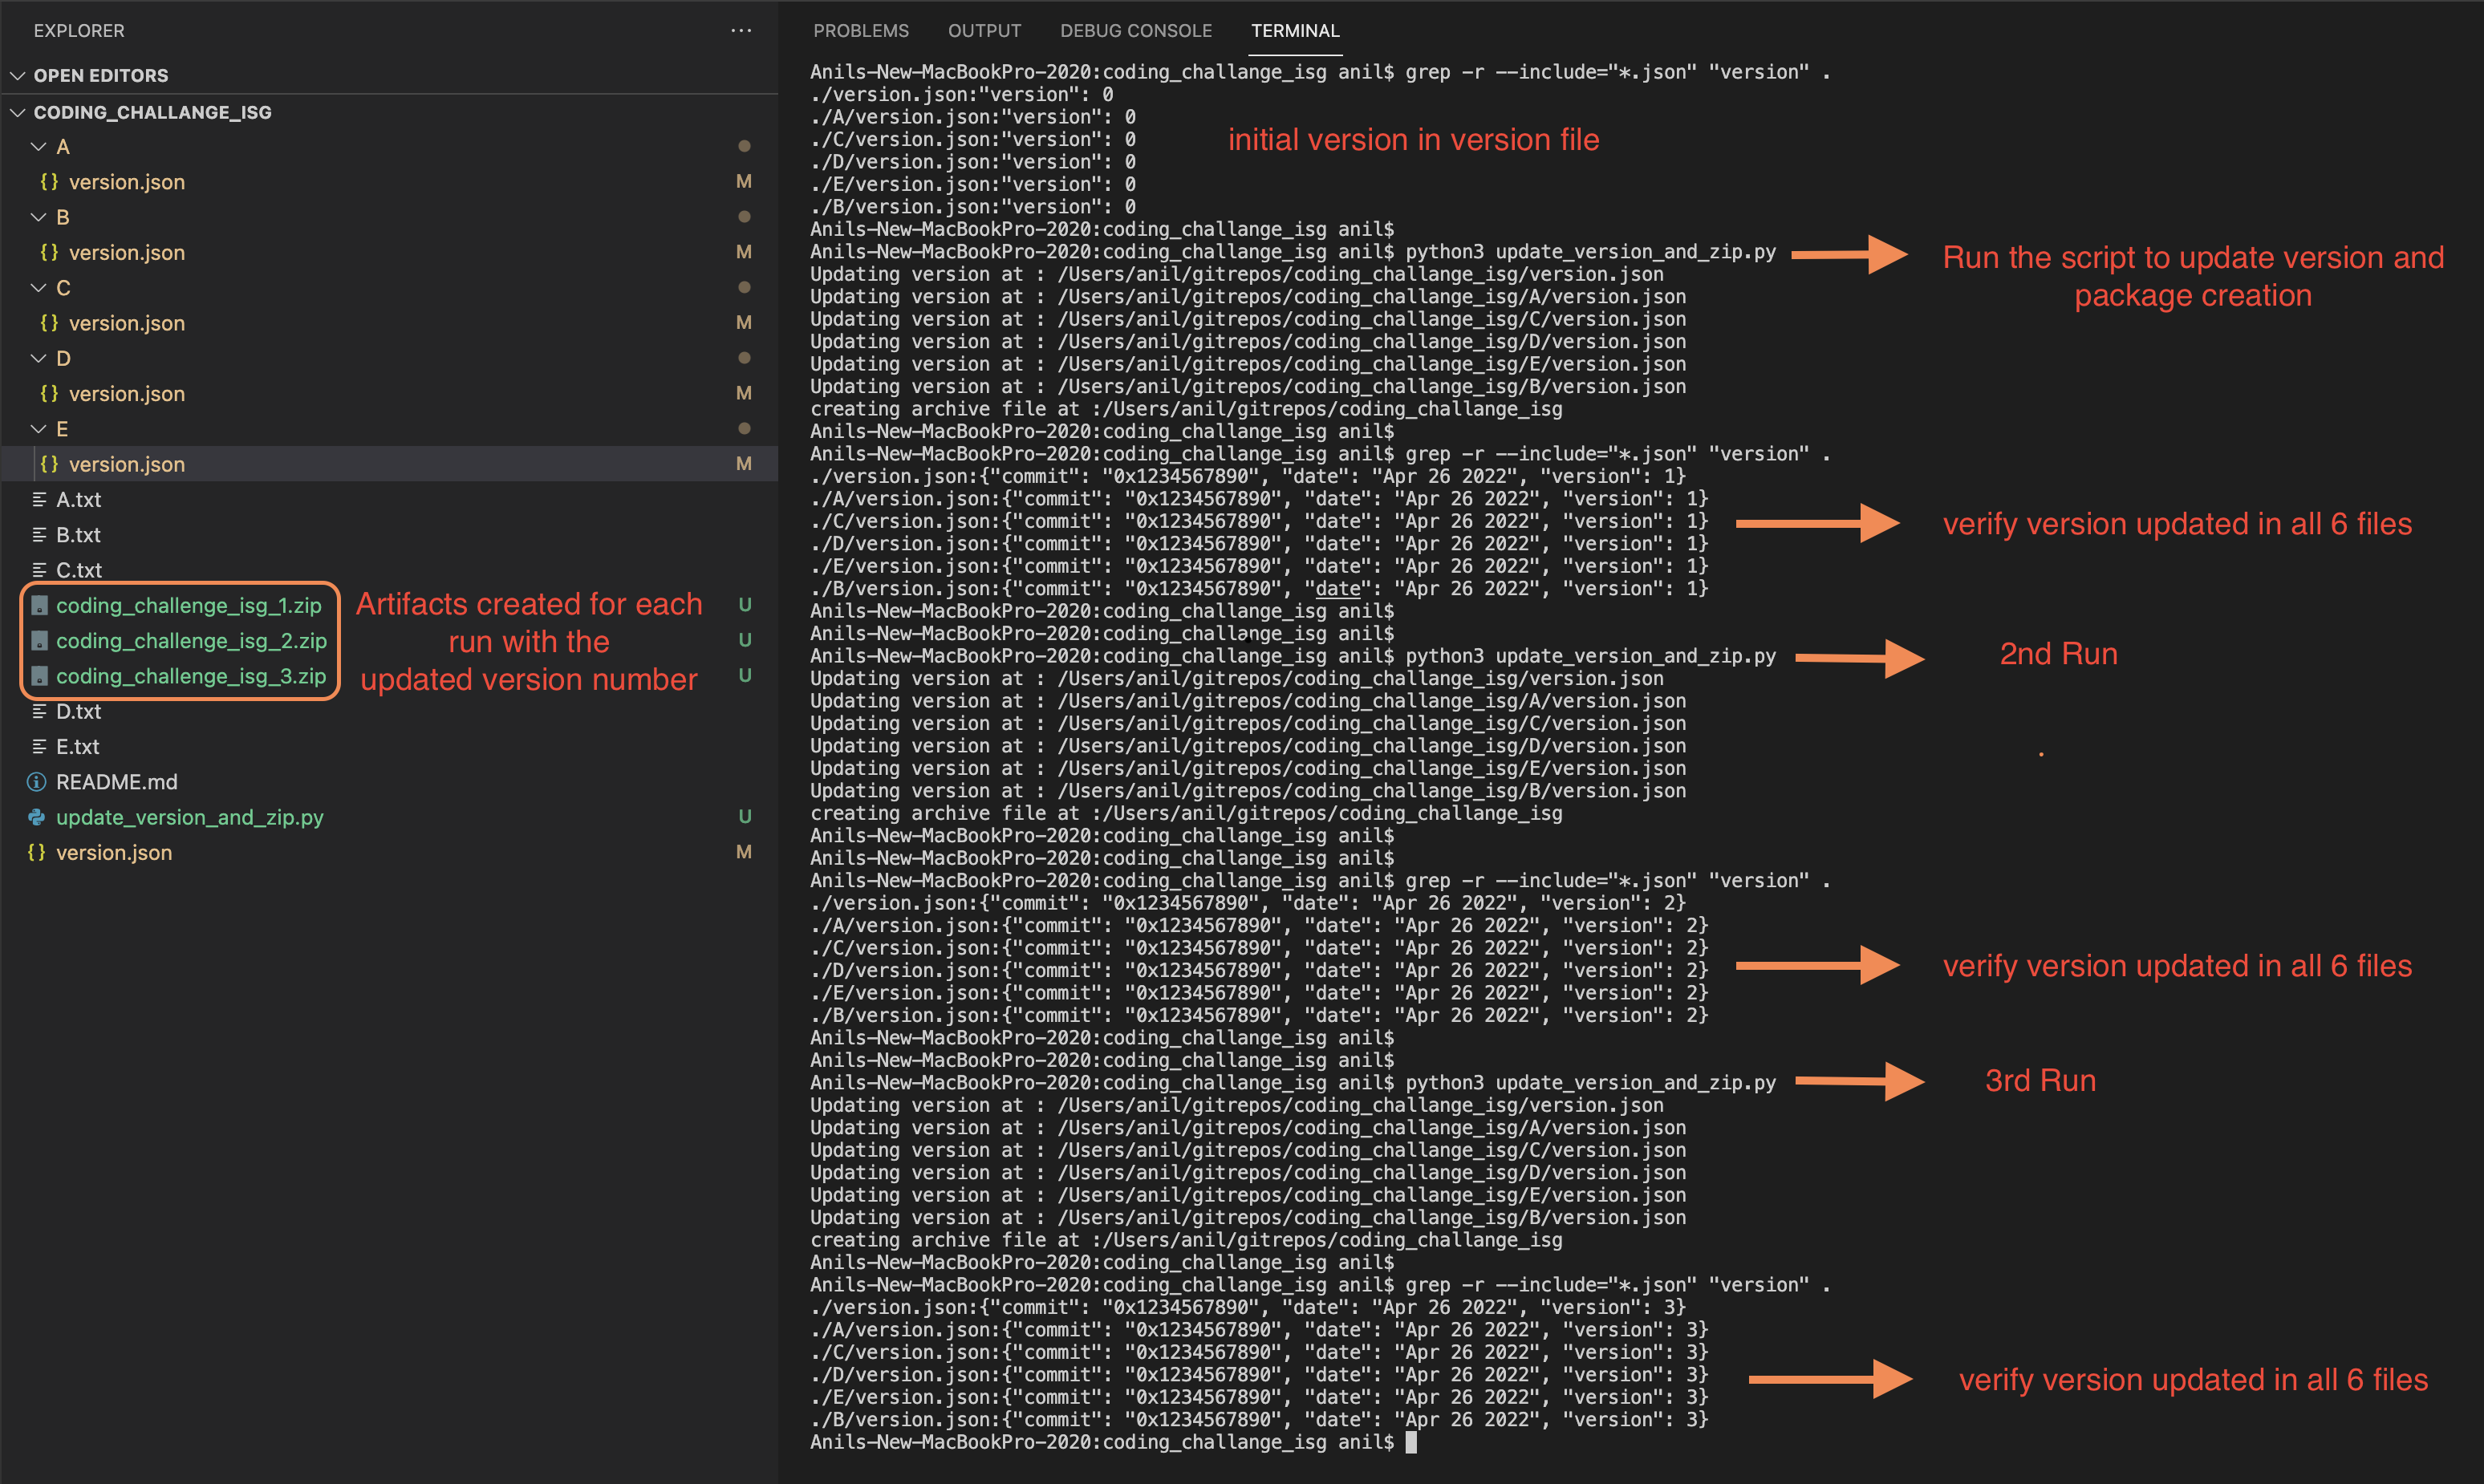 EXPLORER
OPEN EDITORS
CODING_CHALLANGE_ISG
A
version.json M
B
version.json M
C
version.json M
D
version.json M
E
version.json M
A.txt
B.txt
C.txt
coding_challenge_isg_1.zip U
coding_challenge_isg_2.zip U
coding_challenge_isg_3.zip U
Artifacts created for each
run with the
updated version number
D.txt
E.txt
README.md
update_version_and_zip.py U
version.json M
PROBLEMS OUTPUT DEBUG CONSOLE TERMINAL
Anils-New-MacBookPro-2020:coding_challange_isg anil$ grep -r --include="*.json" "version" .
./version.json:"version": 0
./A/version.json:"version": 0
./C/version.json:"version": 0
./D/version.json:"version": 0
./E/version.json:"version": 0
./B/version.json:"version": 0
initial version in version file
Anils-New-MacBookPro-2020:coding_challange_isg anil$
Anils-New-MacBookPro-2020:coding_challange_isg anil$ python3 update_version_and_zip.py
Run the script to update version and
package creation
Updating version at : /Users/anil/gitrepos/coding_challange_isg/version.json
Updating version at : /Users/anil/gitrepos/coding_challange_isg/A/version.json
Updating version at : /Users/anil/gitrepos/coding_challange_isg/C/version.json
Updating version at : /Users/anil/gitrepos/coding_challange_isg/D/version.json
Updating version at : /Users/anil/gitrepos/coding_challange_isg/E/version.json
Updating version at : /Users/anil/gitrepos/coding_challange_isg/B/version.json
creating archive file at :/Users/anil/gitrepos/coding_challange_isg
Anils-New-MacBookPro-2020:coding_challange_isg anil$
Anils-New-MacBookPro-2020:coding_challange_isg anil$ grep -r --include="*.json" "version" .
./version.json:{"commit": "0x1234567890", "date": "Apr 26 2022", "version": 1}
./A/version.json:{"commit": "0x1234567890", "date": "Apr 26 2022", "version": 1}
./C/version.json:{"commit": "0x1234567890", "date": "Apr 26 2022", "version": 1}
./D/version.json:{"commit": "0x1234567890", "date": "Apr 26 2022", "version": 1}
./E/version.json:{"commit": "0x1234567890", "date": "Apr 26 2022", "version": 1}
./B/version.json:{"commit": "0x1234567890", "date": "Apr 26 2022", "version": 1}
verify version updated in all 6 files
Anils-New-MacBookPro-2020:coding_challange_isg anil$
Anils-New-MacBookPro-2020:coding_challange_isg anil$
Anils-New-MacBookPro-2020:coding_challange_isg anil$ python3 update_version_and_zip.py
2nd Run
Updating version at : /Users/anil/gitrepos/coding_challange_isg/version.json
Updating version at : /Users/anil/gitrepos/coding_challange_isg/A/version.json
Updating version at : /Users/anil/gitrepos/coding_challange_isg/C/version.json
Updating version at : /Users/anil/gitrepos/coding_challange_isg/D/version.json
Updating version at : /Users/anil/gitrepos/coding_challange_isg/E/version.json
Updating version at : /Users/anil/gitrepos/coding_challange_isg/B/version.json
creating archive file at :/Users/anil/gitrepos/coding_challange_isg
Anils-New-MacBookPro-2020:coding_challange_isg anil$
Anils-New-MacBookPro-2020:coding_challange_isg anil$
Anils-New-MacBookPro-2020:coding_challange_isg anil$ grep -r --include="*.json" "version" .
./version.json:{"commit": "0x1234567890", "date": "Apr 26 2022", "version": 2}
./A/version.json:{"commit": "0x1234567890", "date": "Apr 26 2022", "version": 2}
./C/version.json:{"commit": "0x1234567890", "date": "Apr 26 2022", "version": 2}
./D/version.json:{"commit": "0x1234567890", "date": "Apr 26 2022", "version": 2}
./E/version.json:{"commit": "0x1234567890", "date": "Apr 26 2022", "version": 2}
./B/version.json:{"commit": "0x1234567890", "date": "Apr 26 2022", "version": 2}
verify version updated in all 6 files
Anils-New-MacBookPro-2020:coding_challange_isg anil$
Anils-New-MacBookPro-2020:coding_challange_isg anil$
Anils-New-MacBookPro-2020:coding_challange_isg anil$ python3 update_version_and_zip.py
3rd Run
Updating version at : /Users/anil/gitrepos/coding_challange_isg/version.json
Updating version at : /Users/anil/gitrepos/coding_challange_isg/A/version.json
Updating version at : /Users/anil/gitrepos/coding_challange_isg/C/version.json
Updating version at : /Users/anil/gitrepos/coding_challange_isg/D/version.json
Updating version at : /Users/anil/gitrepos/coding_challange_isg/E/version.json
Updating version at : /Users/anil/gitrepos/coding_challange_isg/B/version.json
creating archive file at :/Users/anil/gitrepos/coding_challange_isg
Anils-New-MacBookPro-2020:coding_challange_isg anil$
Anils-New-MacBookPro-2020:coding_challange_isg anil$ grep -r --include="*.json" "version" .
./version.json:{"commit": "0x1234567890", "date": "Apr 26 2022", "version": 3}
./A/version.json:{"commit": "0x1234567890", "date": "Apr 26 2022", "version": 3}
./C/version.json:{"commit": "0x1234567890", "date": "Apr 26 2022", "version": 3}
./D/version.json:{"commit": "0x1234567890", "date": "Apr 26 2022", "version": 3}
./E/version.json:{"commit": "0x1234567890", "date": "Apr 26 2022", "version": 3}
./B/version.json:{"commit": "0x1234567890", "date": "Apr 26 2022", "version": 3}
verify version updated in all 6 files
Anils-New-MacBookPro-2020:coding_challange_isg anil$